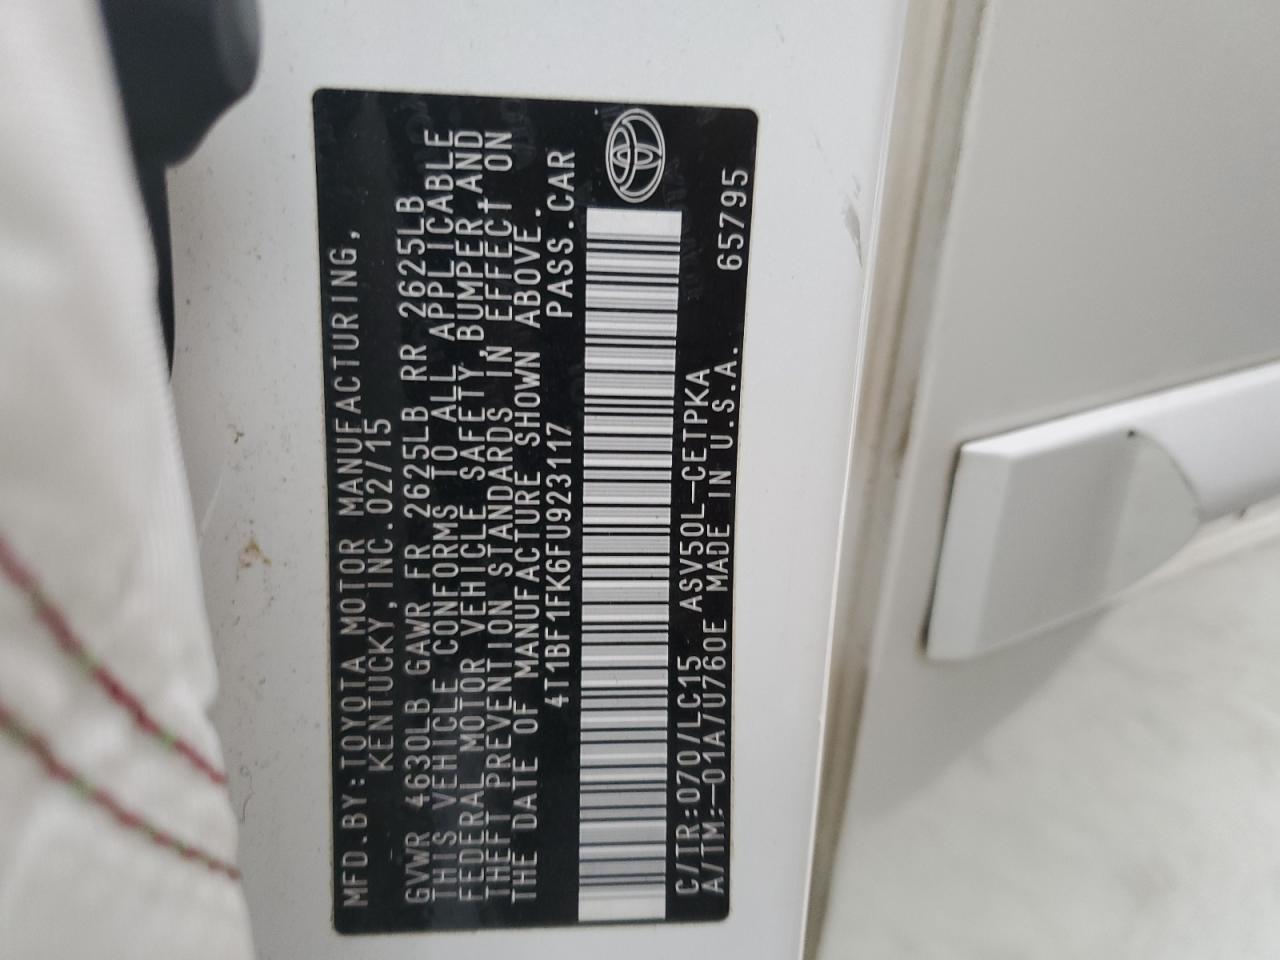 MFD.BY:TOYOTA MOTOR MANUFACTURING,
KENTUCKY,INC.02/15
GVWR 4630LB GAWR FR 2625LB RR 2625LB
THIS VEHICLE CONFORMS TO ALL APPLICABLE
FEDERAL MOTOR VEHICLE SAFETY,BUMPER,AND
THEFT PREVENTION STANDARDS IN EFFECT ON
THE DATE OF MANUFACTURE SHOWN ABOVE.
4T1BF1FK6FU923117 PASS.CAR
C/TR:070/LC15 ASV50L-CETPKA
A/TM:-01A/U760E MADE IN U.S.A. 65795